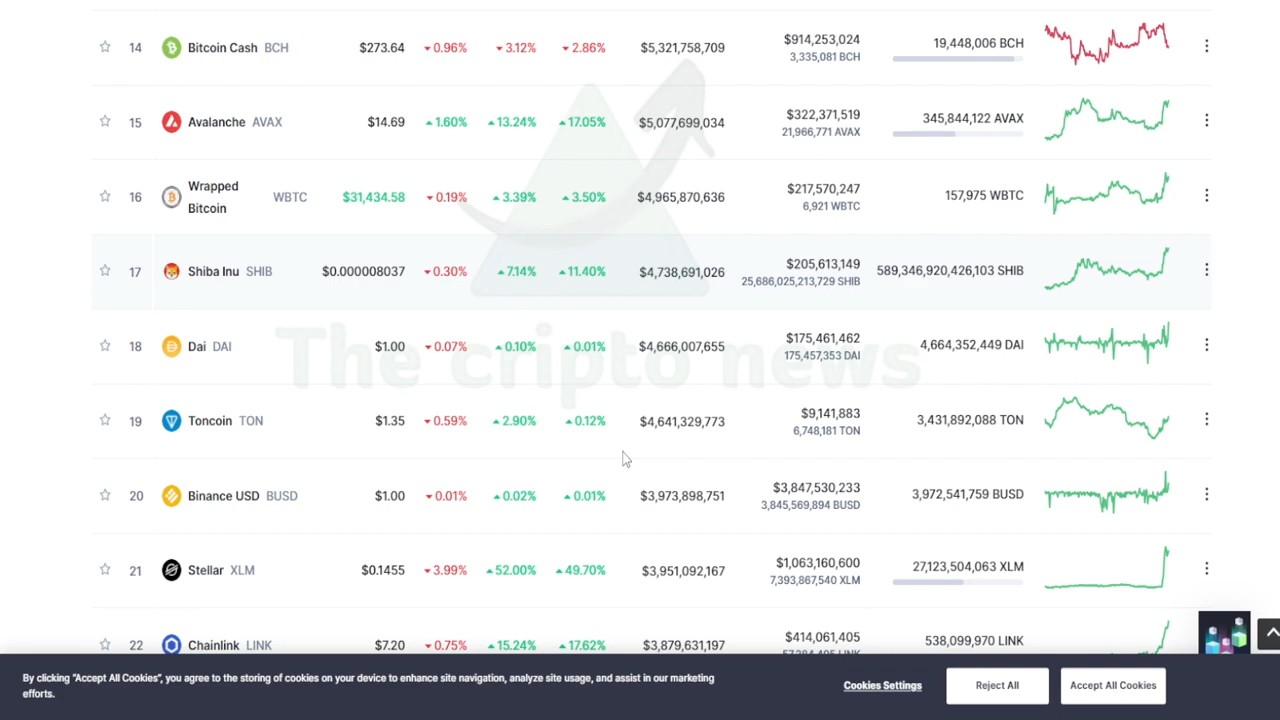 14 Bitcoin Cash BCH $273.64 0.96% 3.12% 2.86% $5,321,758,709 $914,253,024 19,448,006 BCH
3,335,081 BCH
15 Avalanche AVAX $14.69 1.60% 13.24% 17.05% $5,077,699,034 $322,371,519 345,844,122 AVAX
21,966,771 AVAX
16 Wrapped Bitcoin WBTC $31,434.58 0.19% 3.39% 3.50% $4,965,870,636 $217,570,247 157,975 WBTC
6,921 WBTC
17 Shiba Inu SHIB $0.000008037 0.30% 7.14% 11.40% $4,738,691,026 $205,613,149 589,346,920,426,103 SHIB
25,686,025,213,729 SHIB
18 Dai DAI $1.00 0.07% 0.10% 0.01% $4,666,007,655 $175,461,462 4,664,352,449 DAI
175,457,353 DAI
The cripto news
19 Toncoin TON $1.35 0.59% 2.90% 0.12% $4,641,329,773 $9,141,883 3,431,892,088 TON
6,748,181 TON
20 Binance USD BUSD $1.00 0.01% 0.02% 0.01% $3,973,898,751 $3,847,530,233 3,972,541,759 BUSD
3,845,569,894 BUSD
21 Stellar XLM $0.1455 3.99% 52.00% 49.70% $3,951,092,167 $1,063,160,600 27,123,504,063 XLM
7,393,867,540 XLM
22 Chainlink LINK $7.20 0.75% 15.24% 17.62% $3,879,631,197 $414,061,405 538,099,970 LINK
By clicking “Accept All Cookies”, you agree to the storing of cookies on your device to enhance site navigation, analyze site usage, and assist in our marketing
efforts.
Cookies Settings Reject All Accept All Cookies